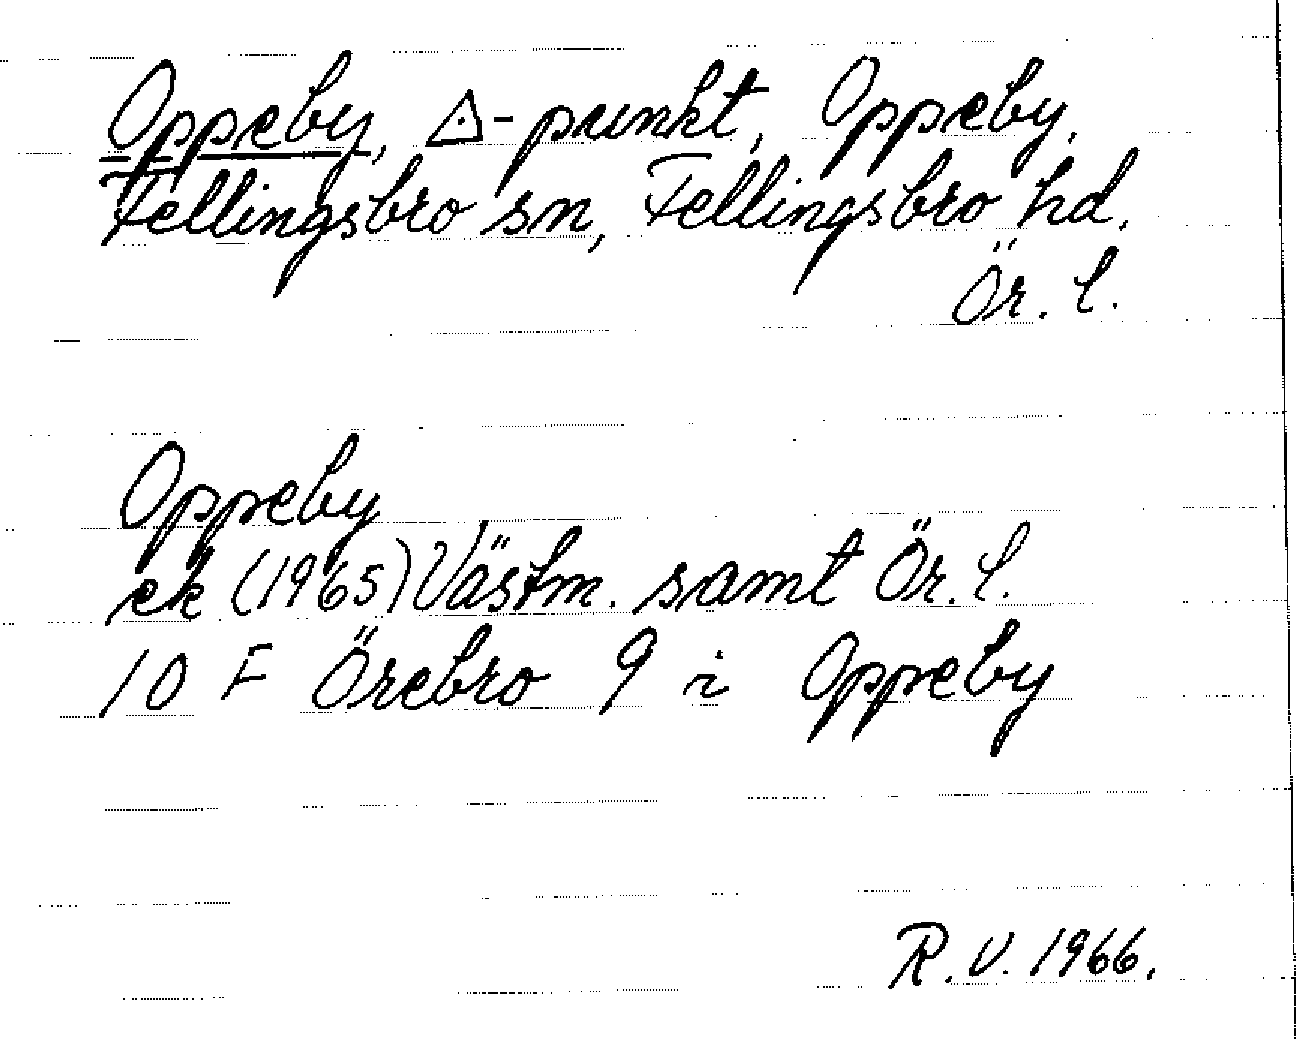 Oppeby, △-punkt, Oppeby,
Fellingsbro sn, Fellingsbro hd,
Ör. l.
Oppeby
ek (1965) Västm. samt Ör. l.
10 F Örebro 9 i Oppeby
R.V. 1966.